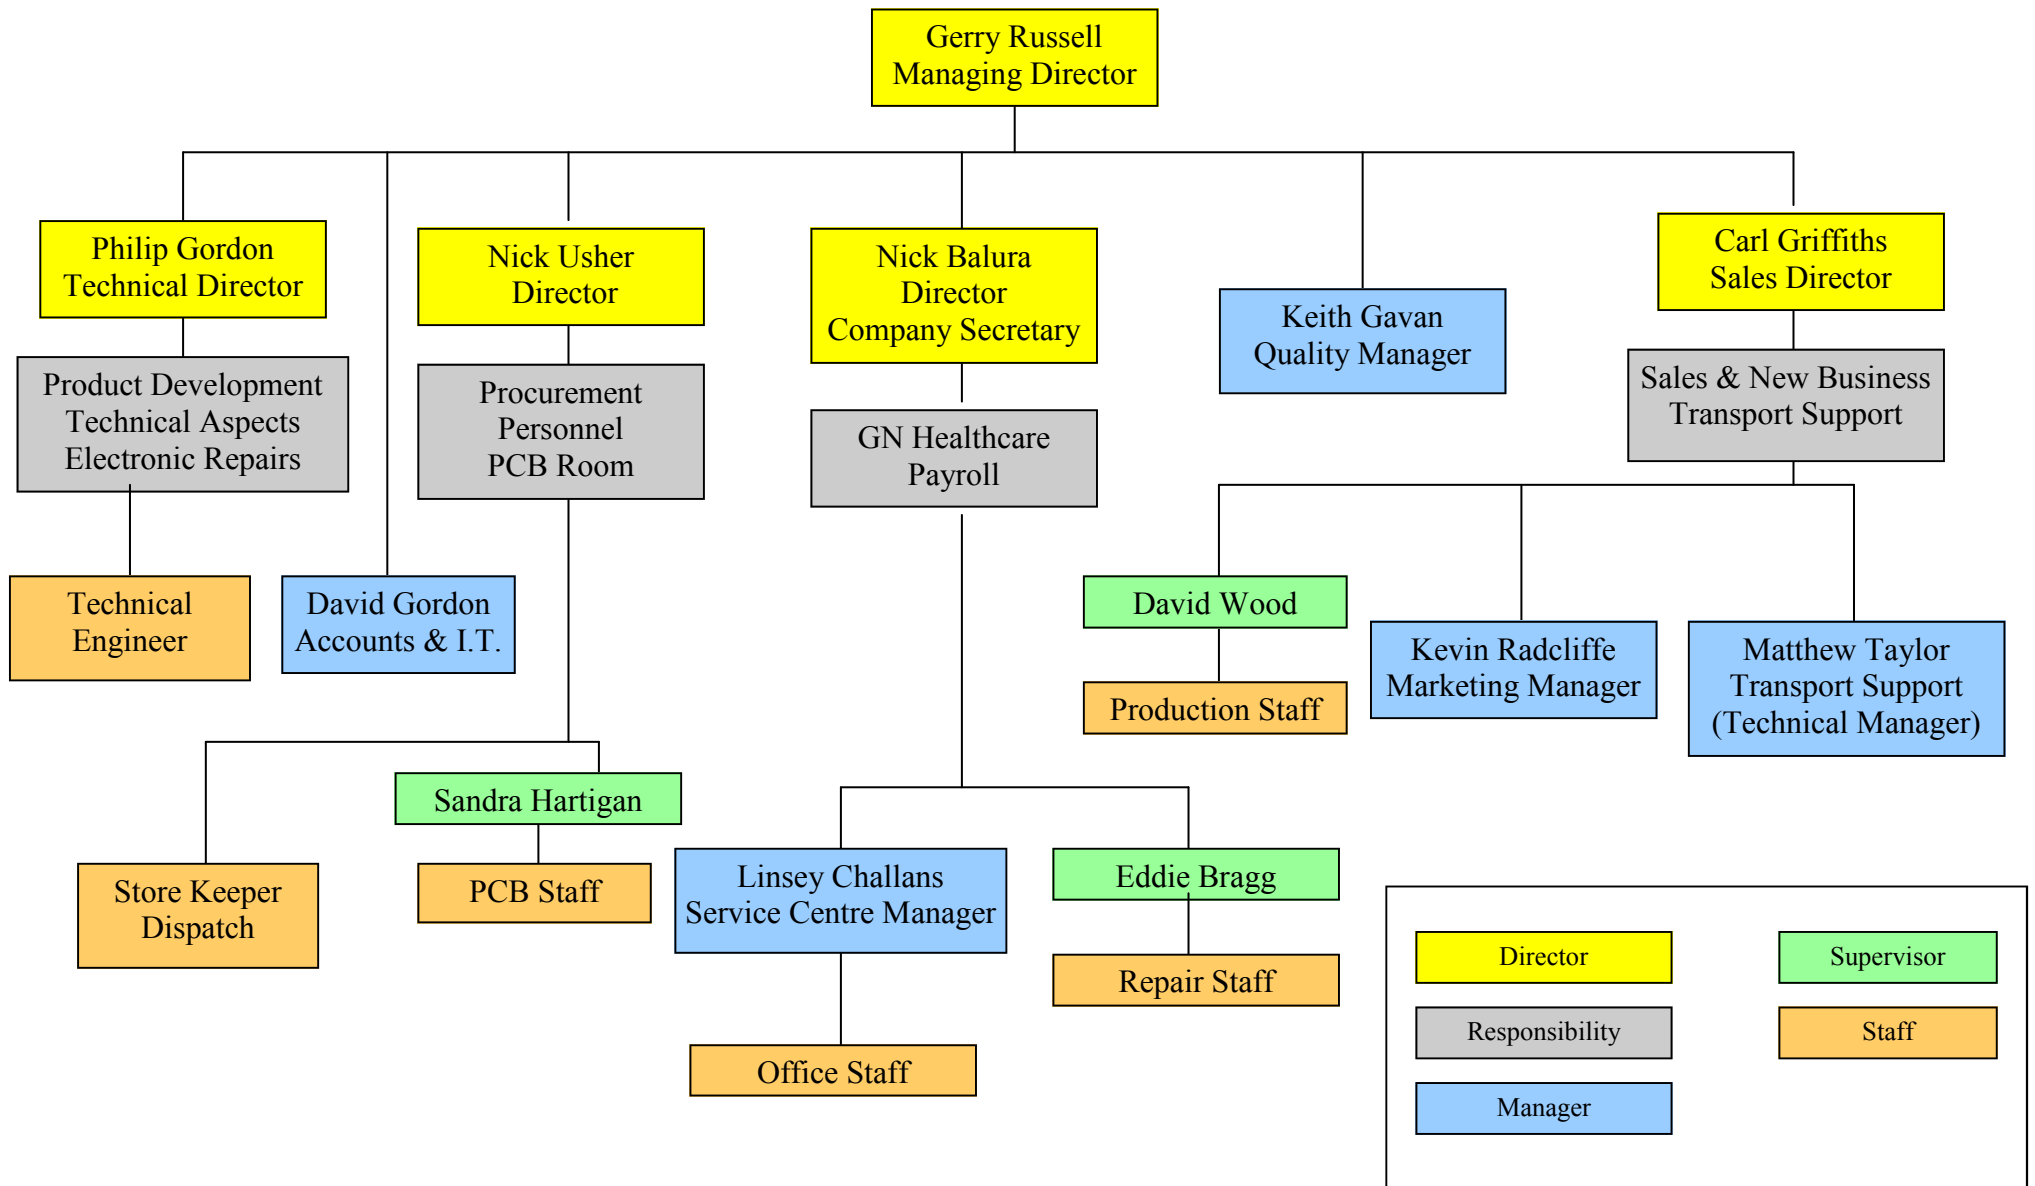 Gerry Russell
Managing Director
Philip Gordon
Technical Director
Nick Usher
Director
Nick Balura
Director
Company Secretary
Keith Gavan
Quality Manager
Carl Griffiths
Sales Director
Product Development
Technical Aspects
Electronic Repairs
Procurement
Personnel
PCB Room
GN Healthcare
Payroll
Sales & New Business
Transport Support
Technical
Engineer
David Gordon
Accounts & I.T.
David Wood
Production Staff
Kevin Radcliffe
Marketing Manager
Matthew Taylor
Transport Support
(Technical Manager)
Sandra Hartigan
Store Keeper
Dispatch
PCB Staff
Linsey Challans
Service Centre Manager
Eddie Bragg
Repair Staff
Office Staff
Director
Supervisor
Responsibility
Staff
Manager